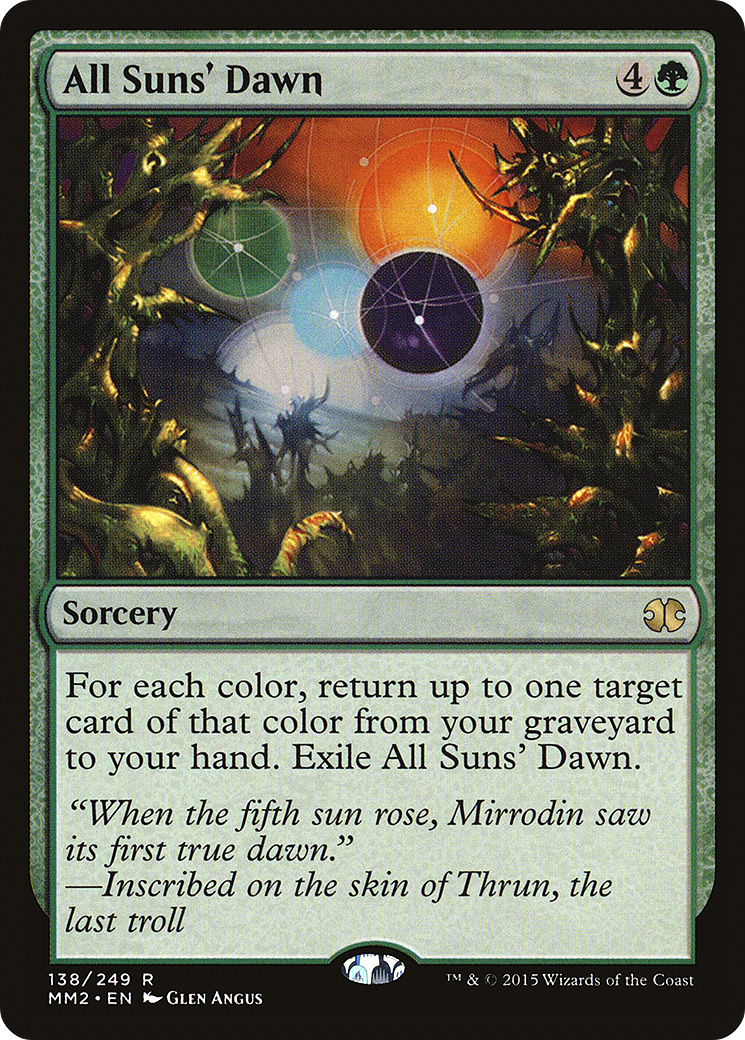 All Suns' Dawn 4
Sorcery
For each color, return up to one target
card of that color from your graveyard
to your hand. Exile All Suns' Dawn.
“When the fifth sun rose, Mirrodin saw
its first true dawn.”
—Inscribed on the skin of Thrun, the
last troll
138/249 R
MM2 • EN Glen Angus
™ & © 2015 Wizards of the Coast